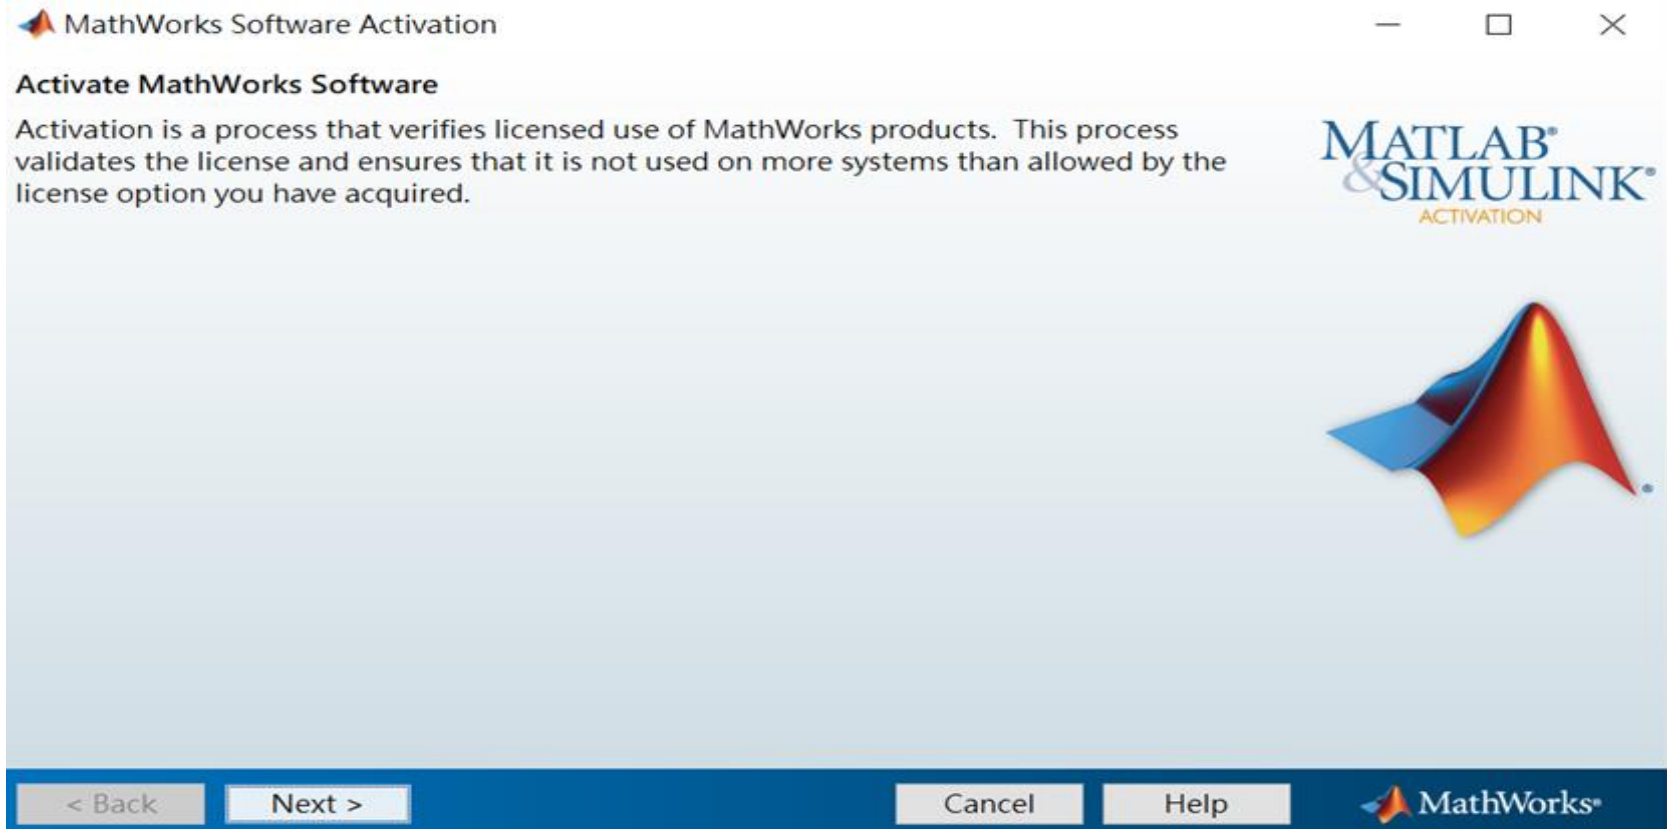 MathWorks Software Activation
Activate MathWorks Software
Activation is a process that verifies licensed use of MathWorks products.  This process
validates the license and ensures that it is not used on more systems than allowed by the
license option you have acquired.
MATLAB®
&SIMULINK®
ACTIVATION
®
< Back
Next >
Cancel
Help
MathWorks®